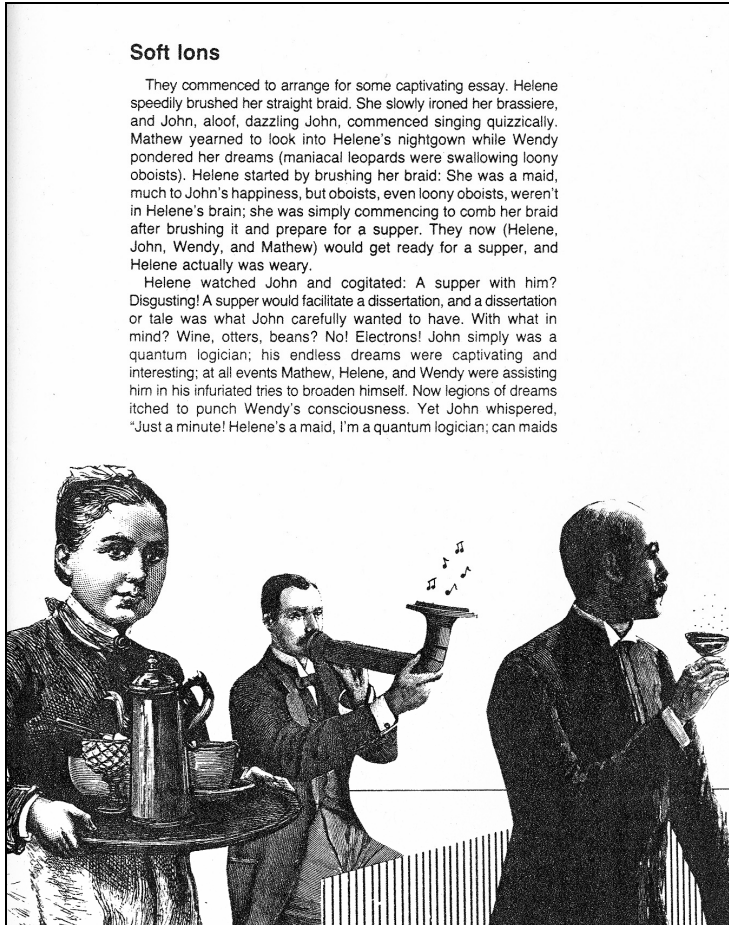 Soft Ions
They commenced to arrange for some captivating essay. Helene
speedily brushed her straight braid. She slowly ironed her brassiere,
and John, aloof, dazzling John, commenced singing quizzically.
Mathew yearned to look into Helene's nightgown while Wendy
pondered her dreams (maniacal leopards were swallowing loony
oboists). Helene started by brushing her braid: She was a maid,
much to John's happiness, but oboists, even loony oboists, weren't
in Helene's brain; she was simply commencing to comb her braid
after brushing it and prepare for a supper. They now (Helene,
John, Wendy, and Mathew) would get ready for a supper, and
Helene actually was weary.
Helene watched John and cogitated: A supper with him?
Disgusting! A supper would facilitate a dissertation, and a dissertation
or tale was what John carefully wanted to have. With what in
mind? Wine, otters, beans? No! Electrons! John simply was a
quantum logician; his endless dreams were captivating and
interesting; at all events Mathew, Helene, and Wendy were assisting
him in his infuriated tries to broaden himself. Now legions of dreams
itched to punch Wendy's consciousness. Yet John whispered,
“Just a minute! Helene's a maid, I'm a quantum logician; can maids